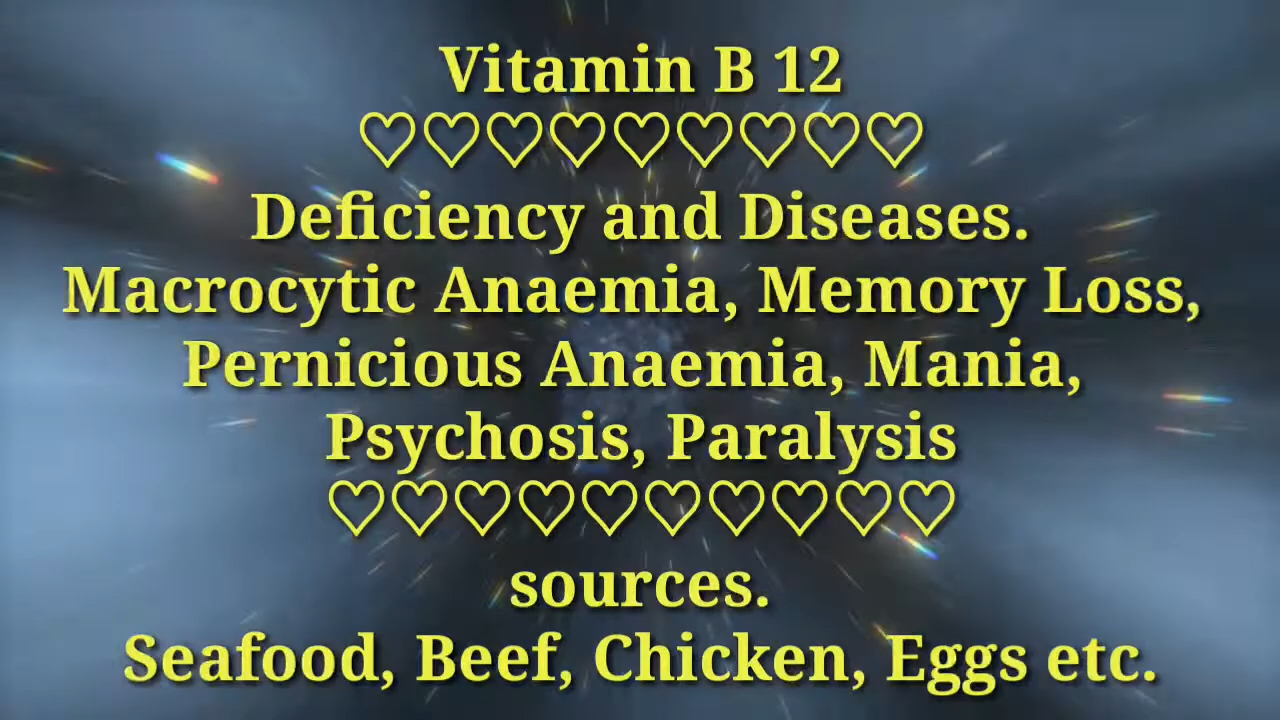 Vitamin B 12
♡♡♡♡♡♡♡♡♡
Deficiency and Diseases.
Macrocytic Anaemia, Memory Loss,
Pernicious Anaemia, Mania,
Psychosis, Paralysis
♡♡♡♡♡♡♡♡♡♡
sources.
Seafood, Beef, Chicken, Eggs etc.